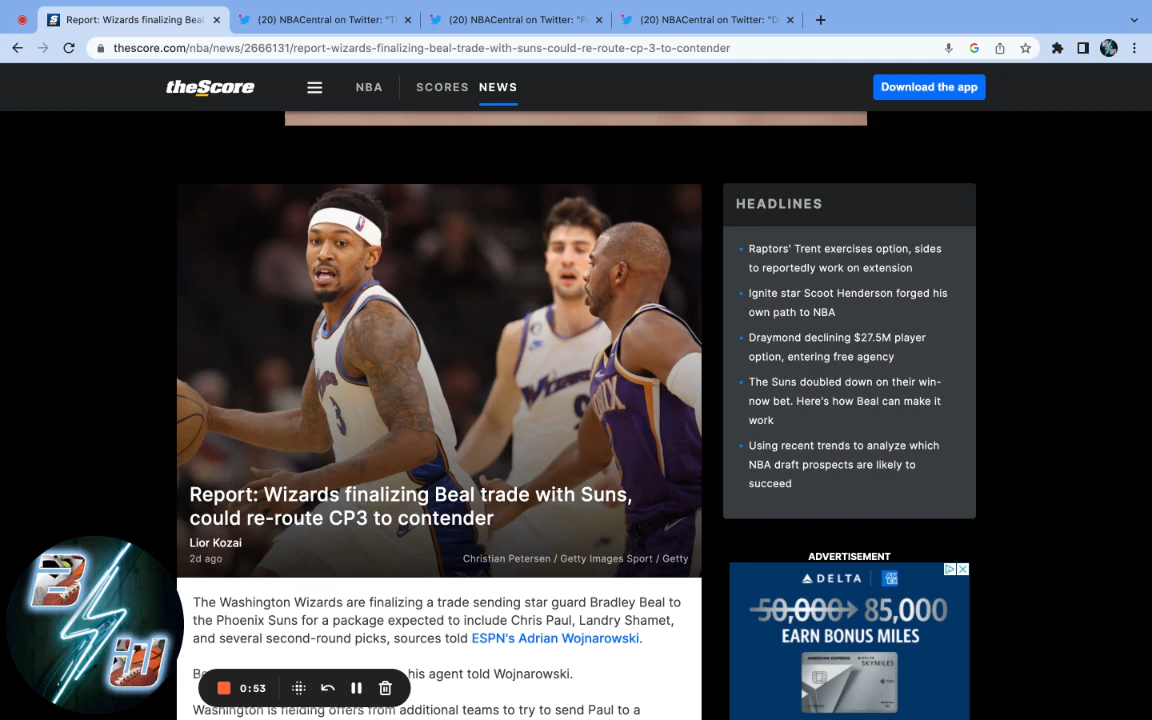 Report: Wizards finalizing Beal
(20) NBACentral on Twitter: "T
(20) NBACentral on Twitter: "F
(20) NBACentral on Twitter: "D
thescore.com/nba/news/2666131/report-wizards-finalizing-beal-trade-with-suns-could-re-route-cp-3-to-contender
theScore
NBA
SCORES
NEWS
Download the app
Report: Wizards finalizing Beal trade with Suns,
could re-route CP3 to contender
Lior Kozai
2d ago
Christian Petersen / Getty Images Sport / Getty
The Washington Wizards are finalizing a trade sending star guard Bradley Beal to
the Phoenix Suns for a package expected to include Chris Paul, Landry Shamet,
and several second-round picks, sources told ESPN's Adrian Wojnarowski.
his agent told Wojnarowski.
Washington is fielding offers from additional teams to try to send Paul to a
0:53
HEADLINES
Raptors' Trent exercises option, sides
to reportedly work on extension
Ignite star Scoot Henderson forged his
own path to NBA
Draymond declining $27.5M player
option, entering free agency
The Suns doubled down on their win-
now bet. Here's how Beal can make it
work
Using recent trends to analyze which
NBA draft prospects are likely to
succeed
ADVERTISEMENT
DELTA
50,000 85,000
EARN BONUS MILES
AMERICAN EXPRESS
SKYMILES